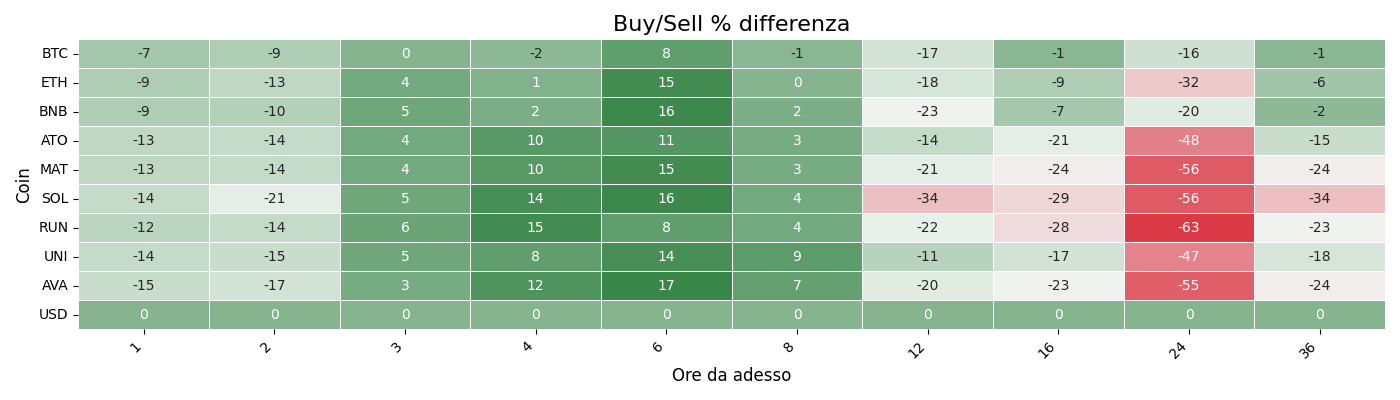 Buy/Sell % differenza
Coin
BTC -7 -9 0 -2 8 -1 -17 -1 -16 -1
ETH -9 -13 4 1 15 0 -18 -9 -32 -6
BNB -9 -10 5 2 16 2 -23 -7 -20 -2
ATO -13 -14 4 10 11 3 -14 -21 -48 -15
MAT -13 -14 4 10 15 3 -21 -24 -56 -24
SOL -14 -21 5 14 16 4 -34 -29 -56 -34
RUN -12 -14 6 15 8 4 -22 -28 -63 -23
UNI -14 -15 5 8 14 9 -11 -17 -47 -18
AVA -15 -17 3 12 17 7 -20 -23 -55 -24
USD 0 0 0 0 0 0 0 0 0 0
1 2 3 4 6 8 12 16 24 36
Ore da adesso